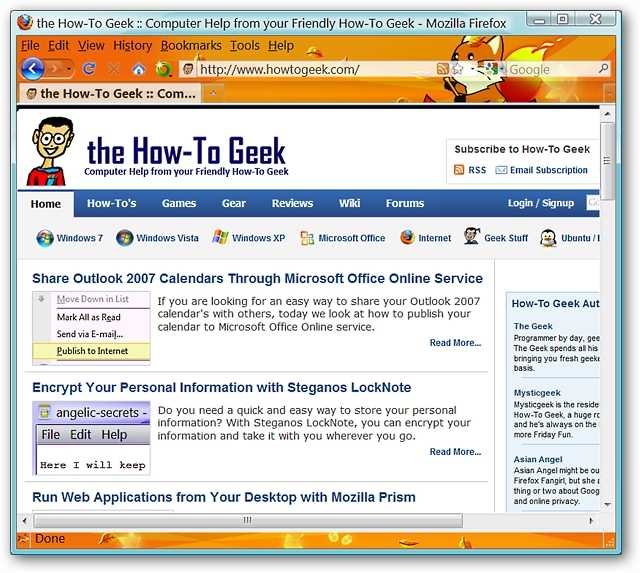 the How-To Geek :: Computer Help from your Friendly How-To Geek - Mozilla Firefox
File Edit View History Bookmarks Tools Help
http://www.howtogeek.com/
Google
the How-To Geek :: Com...
the How-To Geek
Computer Help from your Friendly How-To Geek
Subscribe to How-To Geek
RSS Email Subscription
Home How-To's Games Gear Reviews Wiki Forums Login / Signup Go
Windows 7 Windows Vista Windows XP Microsoft Office Internet Geek Stuff Ubuntu /
Share Outlook 2007 Calendars Through Microsoft Office Online Service
Move Down in List
Mark All as Read
Send via E-mail...
Publish to Internet
If you are looking for an easy way to share your Outlook 2007
calendar's with others, today we look at how to publish your
calendar to Microsoft Office Online service.
Read More...
Encrypt Your Personal Information with Steganos LockNote
angelic-secrets -
File Edit Help
Here I will keep
Do you need a quick and easy way to store your personal
information? With Steganos LockNote, you can encrypt your
information and take it with you wherever you go.
Read More...
Run Web Applications from Your Desktop with Mozilla Prism
How-To Geek Aut
The Geek
Programmer by day, gee
The Geek spends all his
bringing you fresh geeke
basis.
Mysticgeek
Mysticgeek is the reside
How-To Geek, a huge ro
and he's always on the
more Friday Fun.
Asian Angel
Asian Angel might be ou
Firefox Fangirl, but she a
thing or two about Goog
and online privacy.
Done